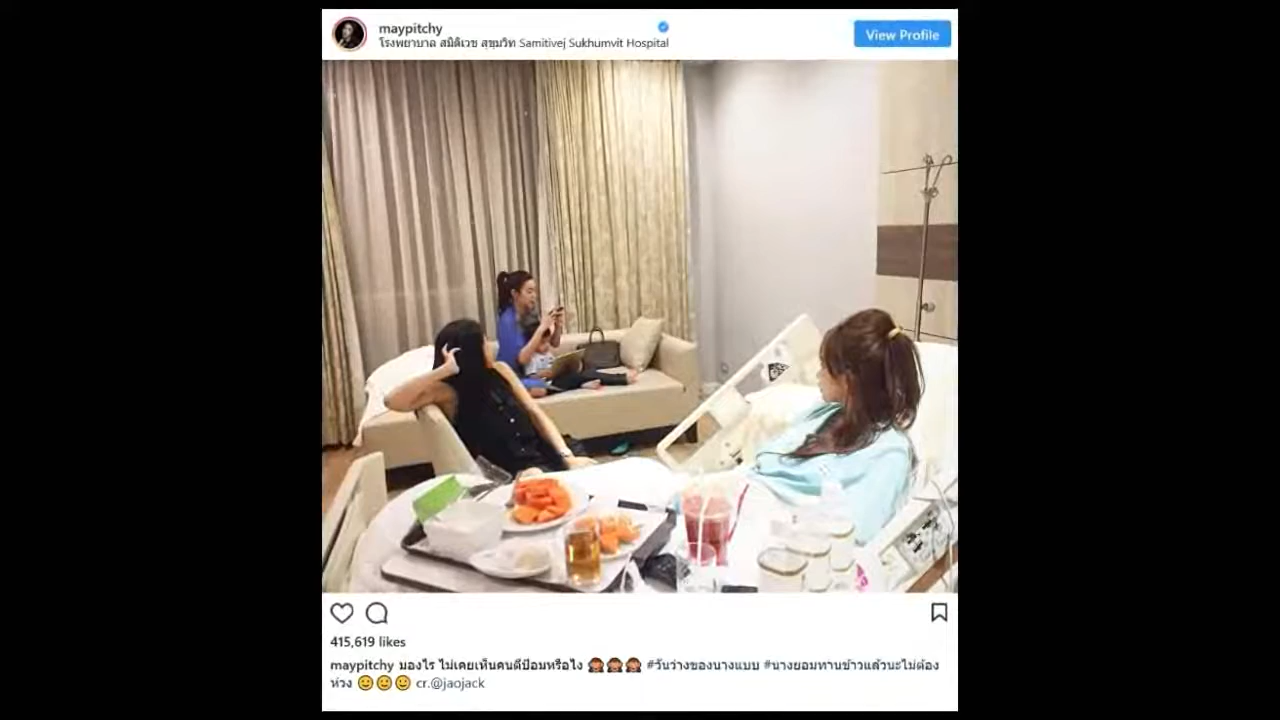 maypitchy
โรงพยาบาล สมิติเวช สุขุมวิท Samitivej Sukhumvit Hospital
View Profile
415,619 likes
maypitchy มองไร ไม่เคยเห็นคนตีป้อมหรือไง 🙈🙈🙈 #วันว่างของนางแบบ #นางยอมทานข้าวแล้วนะไม่ต้อง
ห่วง 🙂🙂🙂 cr.@jaojack